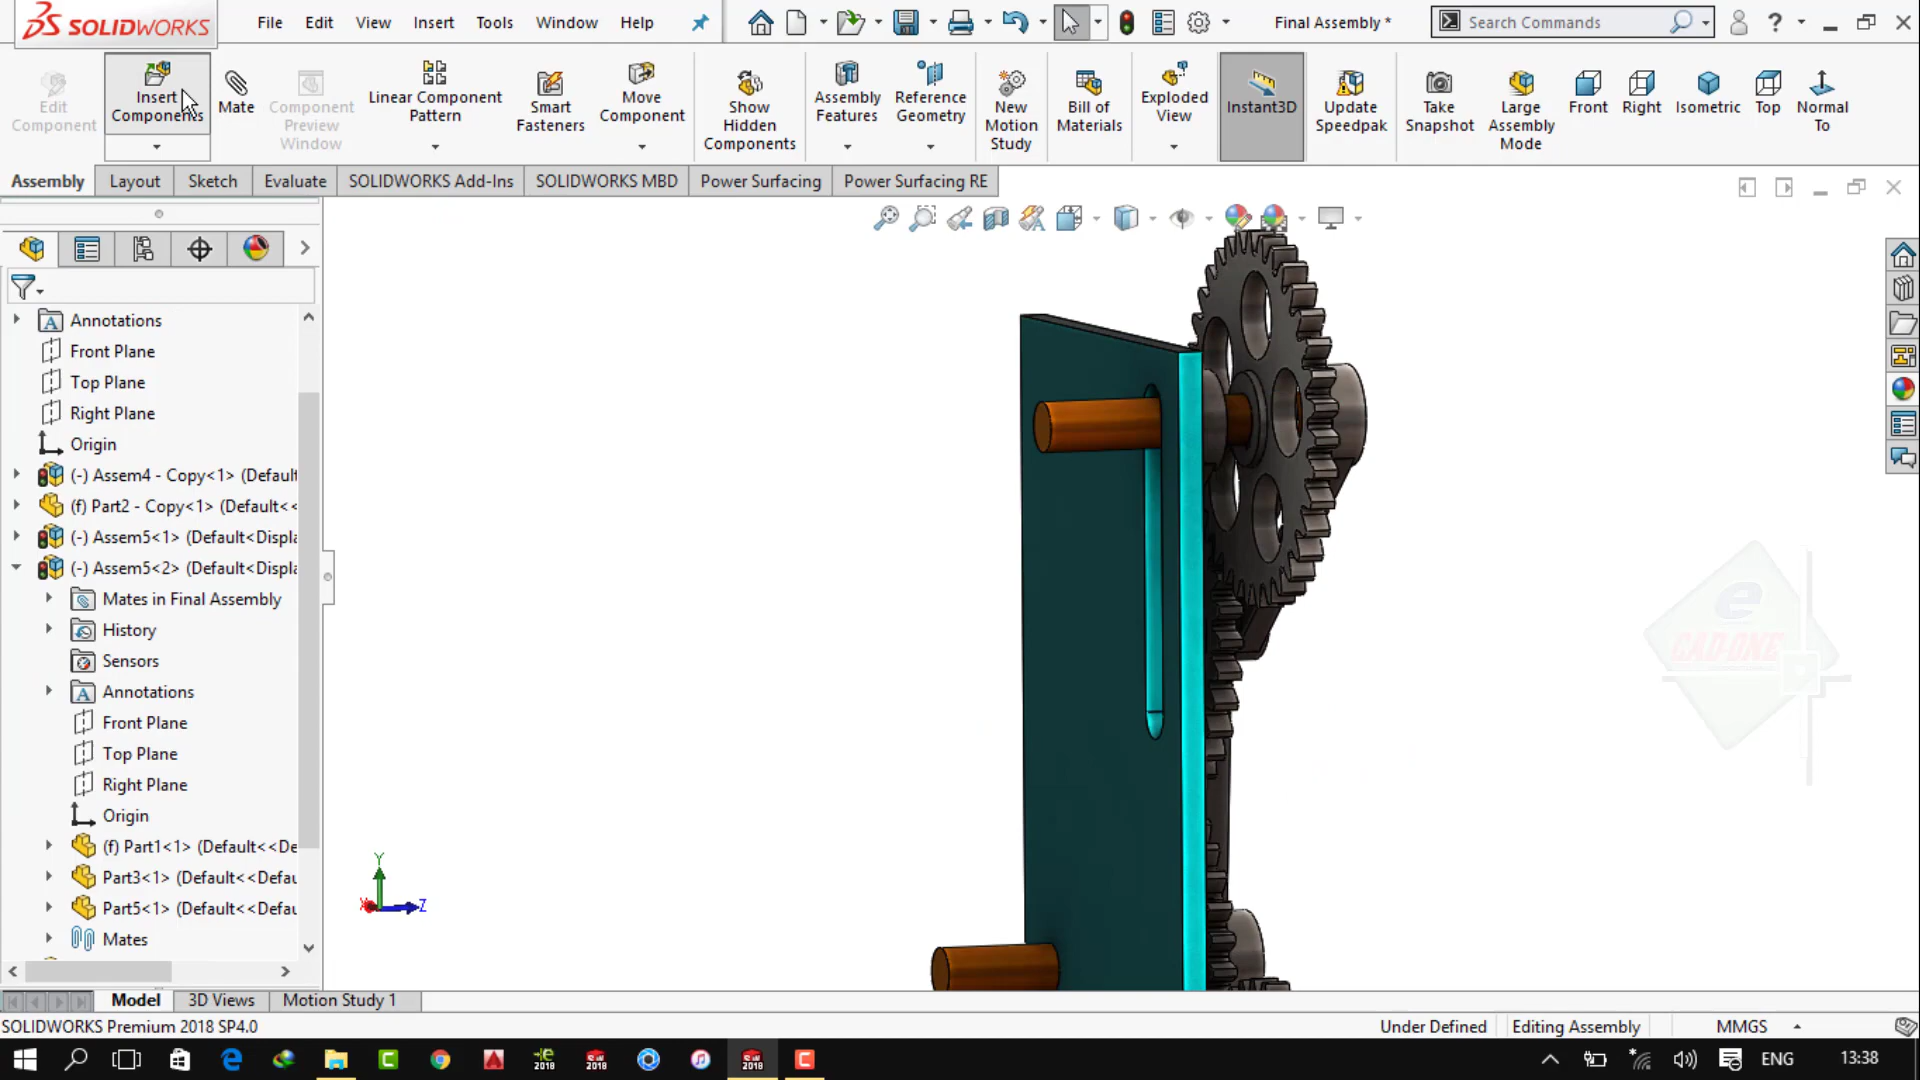 SOLIDWORKS File Edit View Insert Tools Window Help Final Assembly * Search Commands ?
Edit Component
Insert Components
Mate
Component Preview Window
Linear Component Pattern
Smart Fasteners
Move Component
Show Hidden Components
Assembly Features
Reference Geometry
New Motion Study
Bill of Materials
Exploded View
Instant3D
Update Speedpak
Take Snapshot
Large Assembly Mode
Front
Right
Isometric
Top
Normal To
Assembly Layout Sketch Evaluate SOLIDWORKS Add-Ins SOLIDWORKS MBD Power Surfacing Power Surfacing RE
Annotations
Front Plane
Top Plane
Right Plane
Origin
(-) Assem4 - Copy<1> (Default
(f) Part2 - Copy<1> (Default<<
(-) Assem5<1> (Default<Displa
(-) Assem5<2> (Default<Displa
Mates in Final Assembly
History
Sensors
Annotations
Front Plane
Top Plane
Right Plane
Origin
(f) Part1<1> (Default<<De
Part3<1> (Default<<Defau
Part5<1> (Default<<Defau
Mates
Y
Z
e
CAD-ONE
Model 3D Views Motion Study 1
SOLIDWORKS Premium 2018 SP4.0 Under Defined Editing Assembly MMGS
ENG 13:38